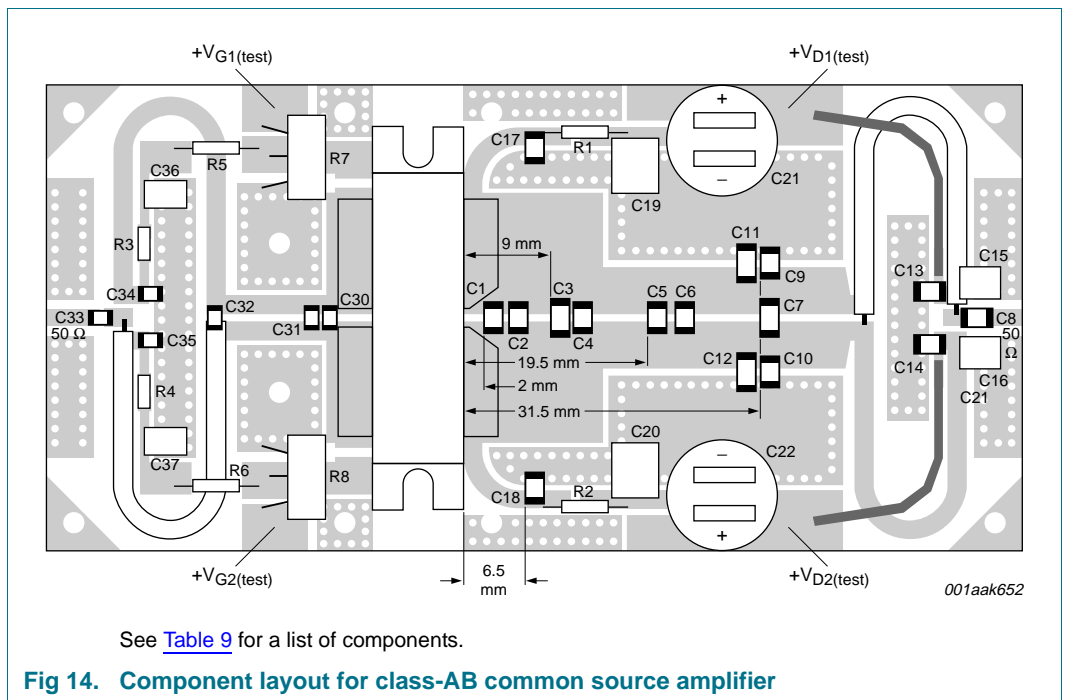 +VG1(test)
+VD1(test)
+
−
C17
R1
R5
R7
C36
C19
C21
R3
C11
C9
9 mm
C34
C32
C30
C1
C3
C5
C6
C13
C15
C33
C31
C7
C8
50 Ω
C2
C4
50
Ω
C35
19.5 mm
C12
C10
C14
C16
R4
2 mm
C21
31.5 mm
C37
C20
C22
R6
R8
C18
R2
−
+
+VG2(test)
6.5
mm
+VD2(test)
001aak652
See Table 9 for a list of components.
Fig 14. Component layout for class-AB common source amplifier